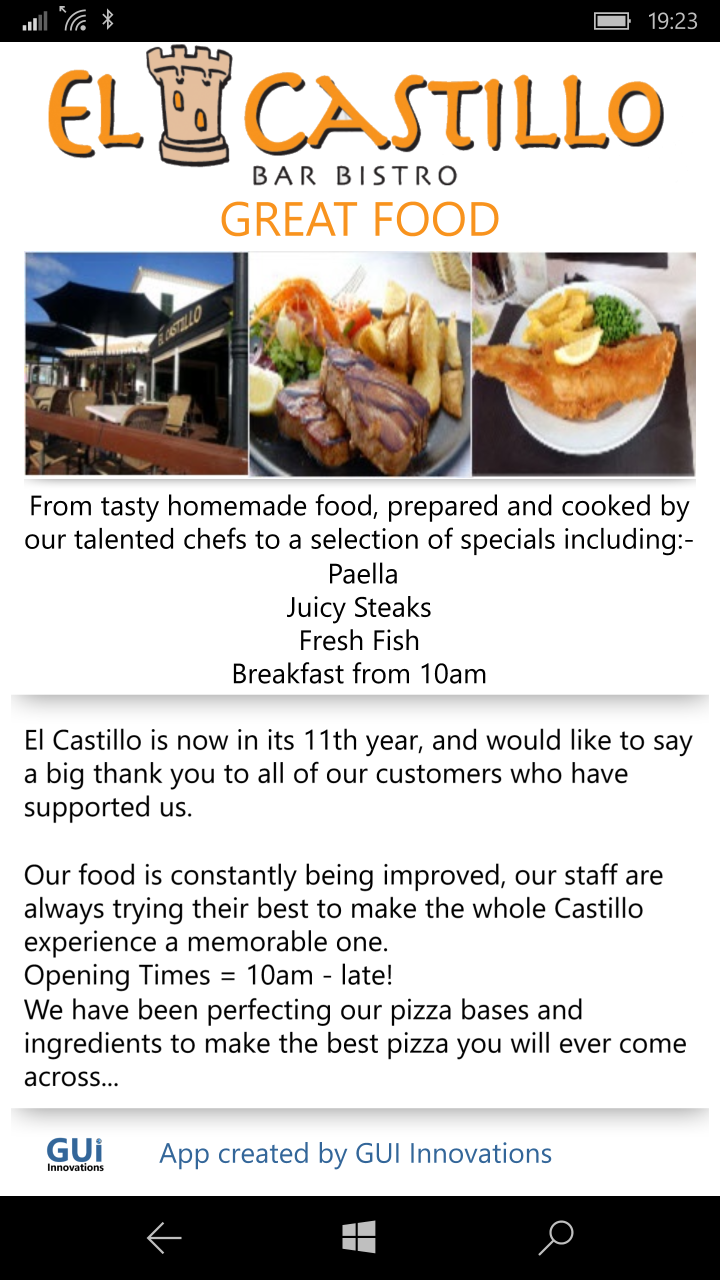 19:23
EL CASTILLO
BAR BISTRO
GREAT FOOD
EL CASTILLO
From tasty homemade food, prepared and cooked by
our talented chefs to a selection of specials including:-
Paella
Juicy Steaks
Fresh Fish
Breakfast from 10am
El Castillo is now in its 11th year, and would like to say
a big thank you to all of our customers who have
supported us.
Our food is constantly being improved, our staff are
always trying their best to make the whole Castillo
experience a memorable one.
Opening Times = 10am - late!
We have been perfecting our pizza bases and
ingredients to make the best pizza you will ever come
across...
GUi
Innovations
App created by GUI Innovations